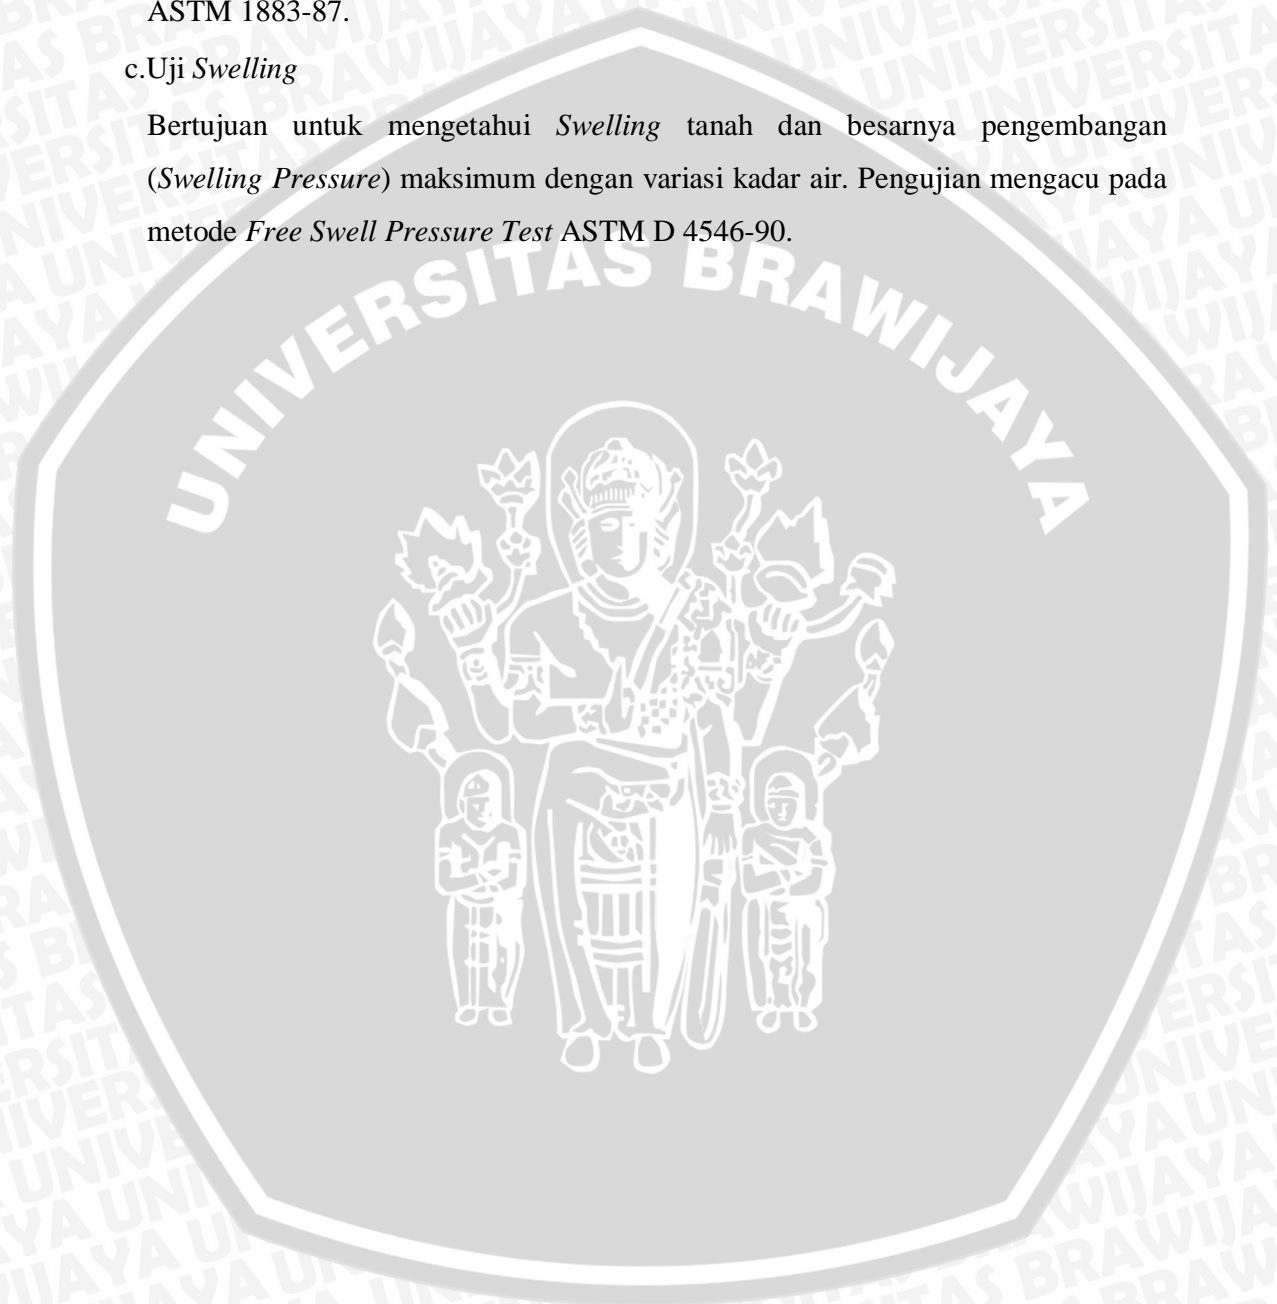 ASTM 1883-87.
c.Uji Swelling
Bertujuan untuk mengetahui Swelling tanah dan besarnya pengembangan
(Swelling Pressure) maksimum dengan variasi kadar air. Pengujian mengacu pada
metode Free Swell Pressure Test ASTM D 4546-90.
UNIVERSITAS BRAWIJAYA